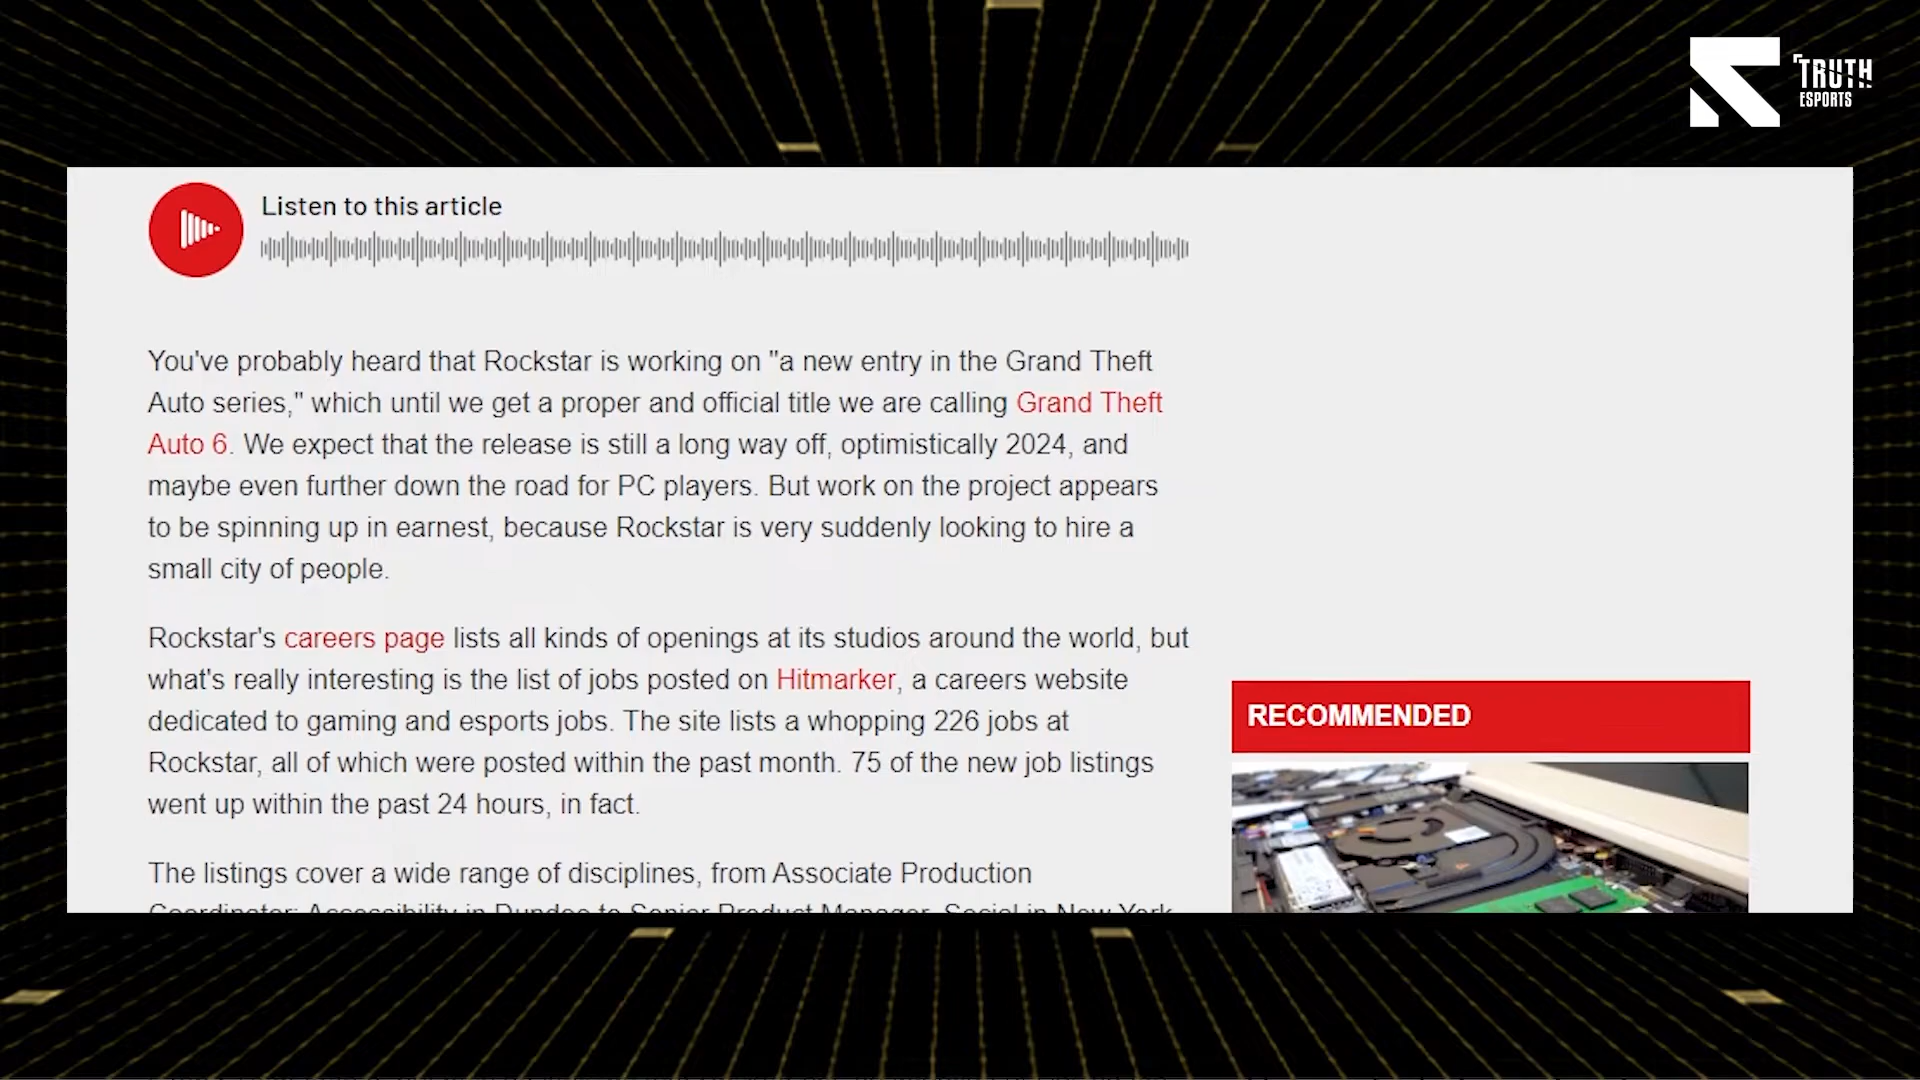 TRUTH
ESPORTS
Listen to this article
You've probably heard that Rockstar is working on "a new entry in the Grand Theft
Auto series," which until we get a proper and official title we are calling Grand Theft
Auto 6. We expect that the release is still a long way off, optimistically 2024, and
maybe even further down the road for PC players. But work on the project appears
to be spinning up in earnest, because Rockstar is very suddenly looking to hire a
small city of people.
Rockstar's careers page lists all kinds of openings at its studios around the world, but
what's really interesting is the list of jobs posted on Hitmarker, a careers website
dedicated to gaming and esports jobs. The site lists a whopping 226 jobs at
Rockstar, all of which were posted within the past month. 75 of the new job listings
went up within the past 24 hours, in fact.
The listings cover a wide range of disciplines, from Associate Production
Coordinator: Accessibility in Dundee to Senior Product Manager, Social in New York
RECOMMENDED